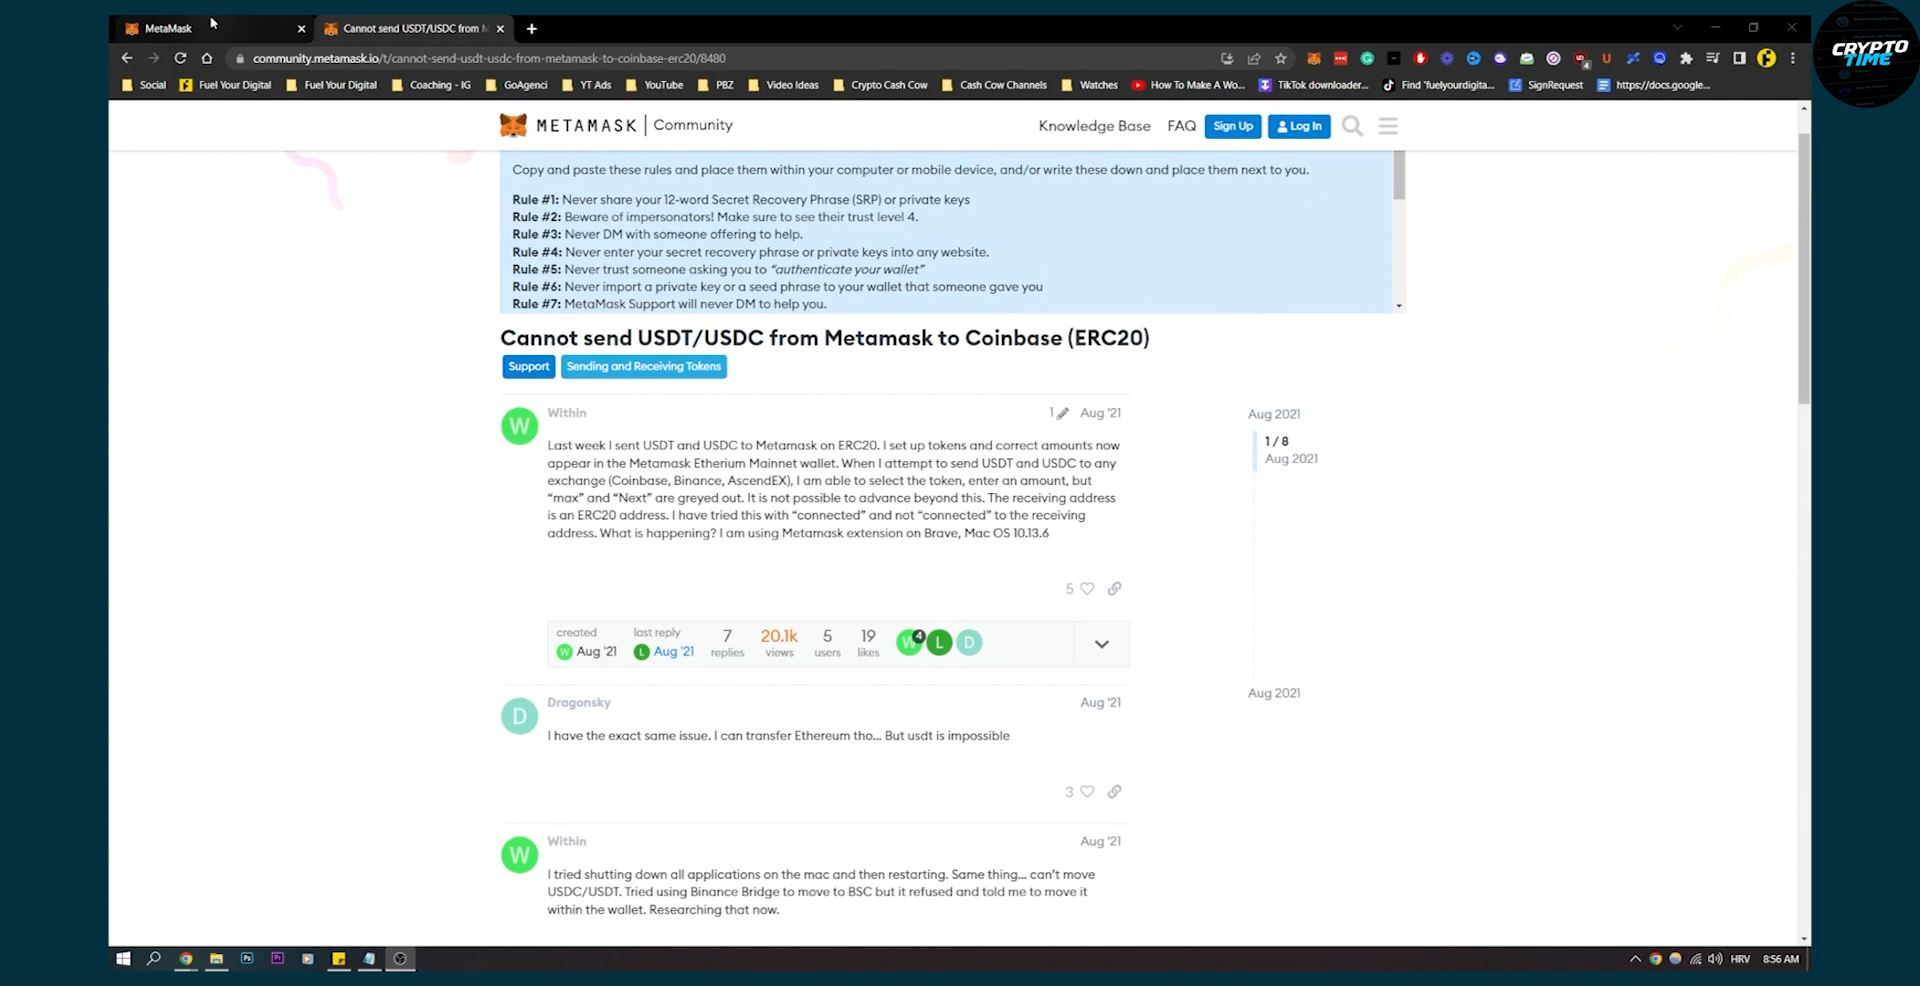 MetaMask
Cannot send USDT/USDC from M
community.metamask.io/t/cannot-send-usdt-usdc-from-metamask-to-coinbase-erc20/8480
Social
Fuel Your Digital
Fuel Your Digital
Coaching - IG
GoAgenci
YT Ads
YouTube
PBZ
Video Ideas
Crypto Cash Cow
Cash Cow Channels
Watches
How To Make A Wo...
TikTok downloader...
Find 'fuelyourdigita...
SignRequest
https://docs.google...
CRYPTO
TIME
METAMASK | Community
Knowledge Base
FAQ
Sign Up
Log In
Copy and paste these rules and place them within your computer or mobile device, and/or write these down and place them next to you.
Rule #1: Never share your 12-word Secret Recovery Phrase (SRP) or private keys
Rule #2: Beware of impersonators! Make sure to see their trust level 4.
Rule #3: Never DM with someone offering to help.
Rule #4: Never enter your secret recovery phrase or private keys into any website.
Rule #5: Never trust someone asking you to “authenticate your wallet”
Rule #6: Never import a private key or a seed phrase to your wallet that someone gave you
Rule #7: MetaMask Support will never DM to help you.
Cannot send USDT/USDC from Metamask to Coinbase (ERC20)
Support
Sending and Receiving Tokens
W
Within
1
Aug '21
Last week I sent USDT and USDC to Metamask on ERC20. I set up tokens and correct amounts now
appear in the Metamask Etherium Mainnet wallet. When I attempt to send USDT and USDC to any
exchange (Coinbase, Binance, AscendEX), I am able to select the token, enter an amount, but
“max” and “Next” are greyed out. It is not possible to advance beyond this. The receiving address
is an ERC20 address. I have tried this with “connected” and not “connected” to the receiving
address. What is happening? I am using Metamask extension on Brave, Mac OS 10.13.6
5
created
W Aug '21
last reply
L Aug '21
7
replies
20.1k
views
5
users
19
likes
W 4
L
D
Aug 2021
1 / 8
Aug 2021
Aug 2021
D
Dragonsky
Aug '21
I have the exact same issue. I can transfer Ethereum tho... But usdt is impossible
3
W
Within
Aug '21
I tried shutting down all applications on the mac and then restarting. Same thing... can’t move
USDC/USDT. Tried using Binance Bridge to move to BSC but it refused and told me to move it
within the wallet. Researching that now.
Ps
Pr
HRV
8:56 AM